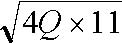 √4Q × 11